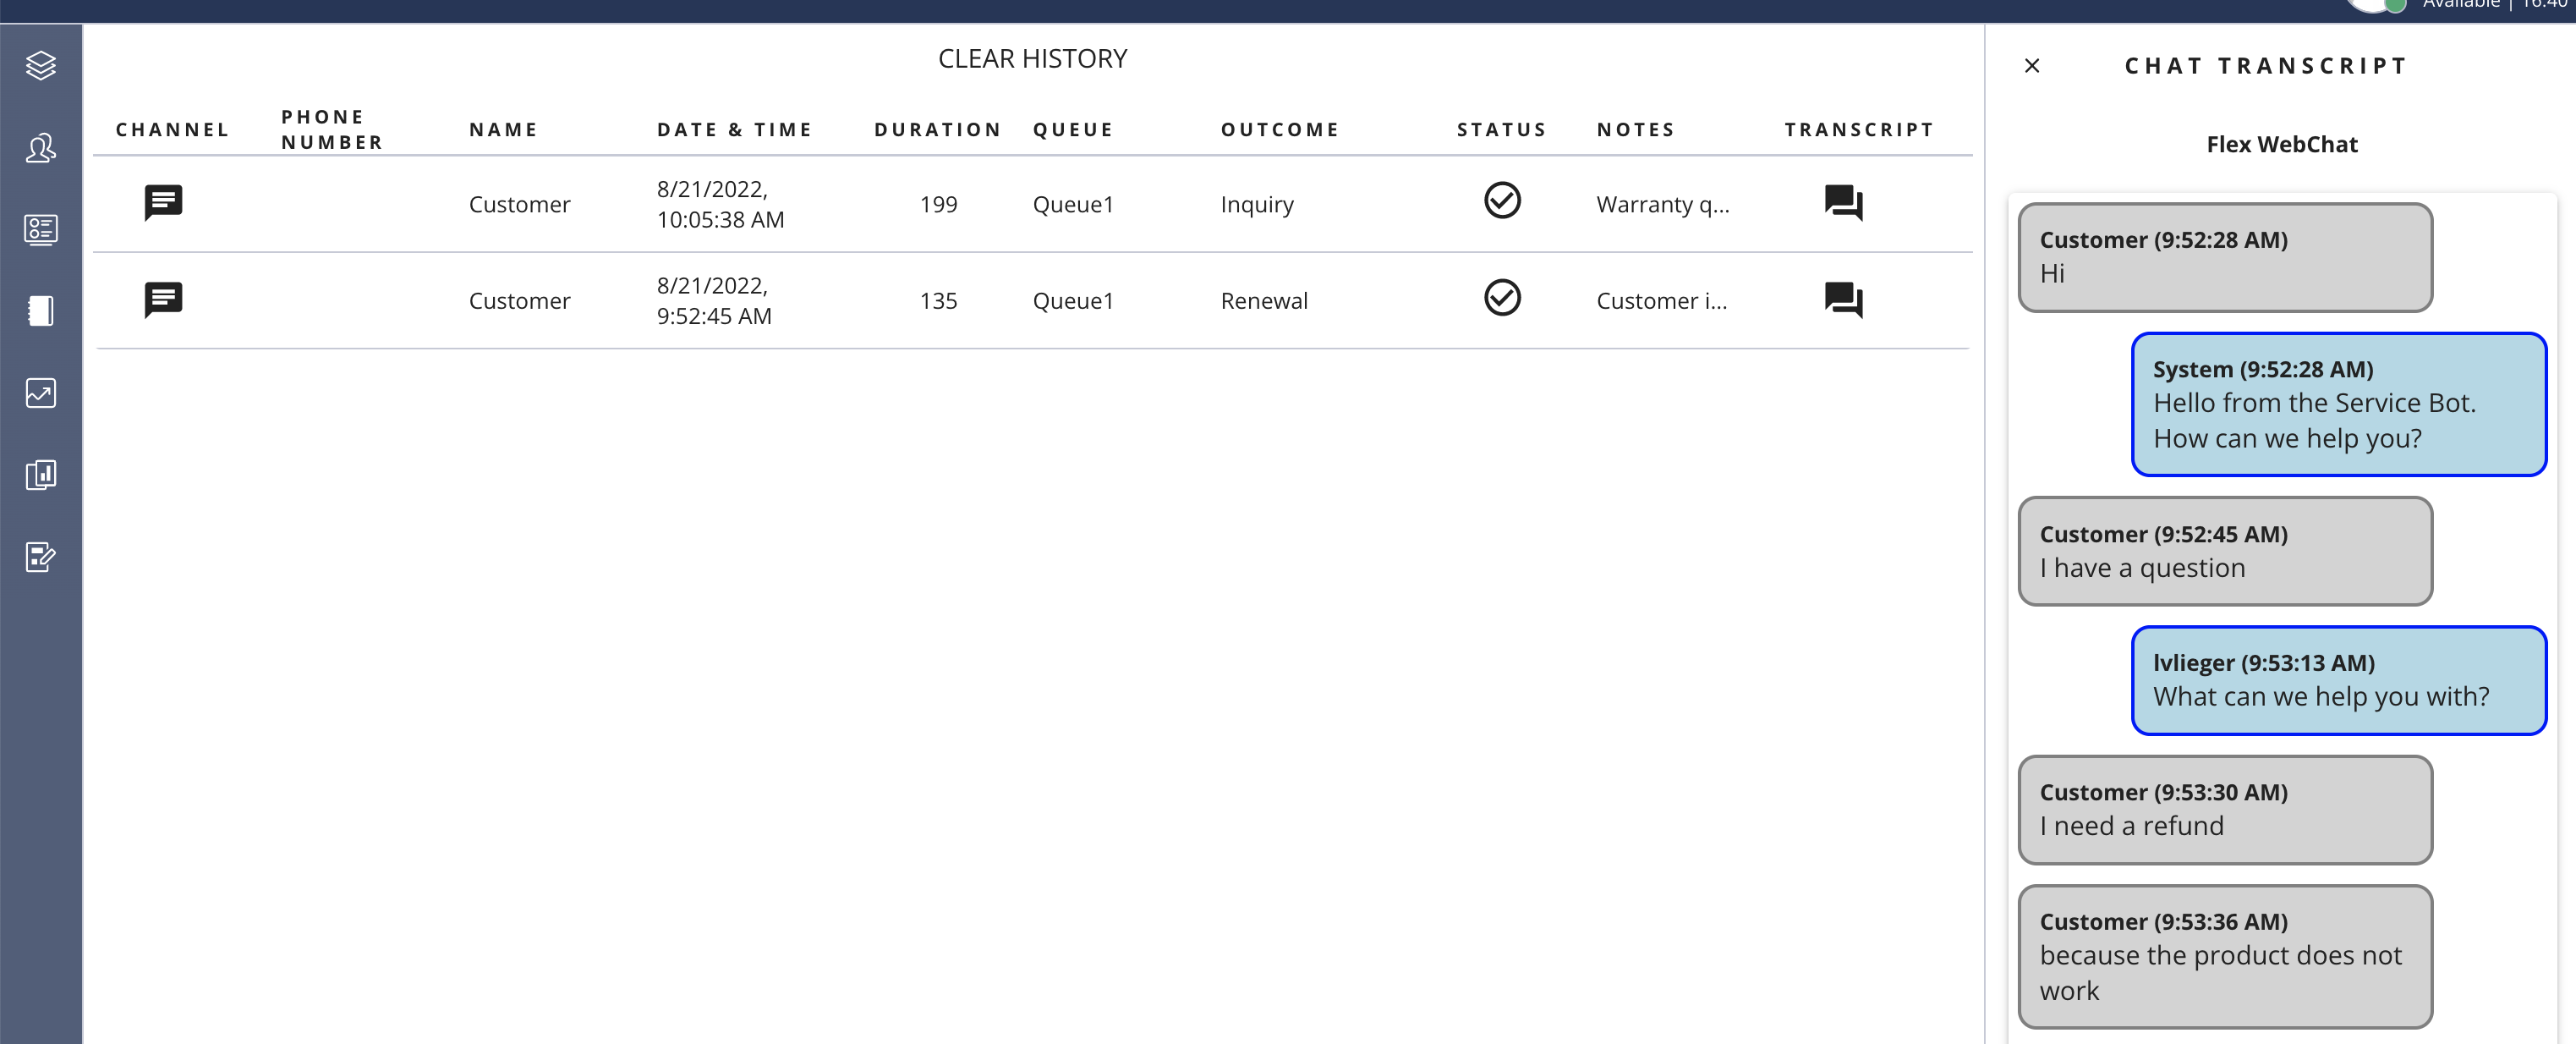 Available | 16:40
CLEAR HISTORY
CHANNEL PHONE NUMBER NAME DATE & TIME DURATION QUEUE OUTCOME STATUS NOTES TRANSCRIPT
Customer 8/21/2022, 10:05:38 AM 199 Queue1 Inquiry Warranty q...
Customer 8/21/2022, 9:52:45 AM 135 Queue1 Renewal Customer i...
× CHAT TRANSCRIPT
Flex WebChat
Customer (9:52:28 AM)
Hi
System (9:52:28 AM)
Hello from the Service Bot.
How can we help you?
Customer (9:52:45 AM)
I have a question
lvlieger (9:53:13 AM)
What can we help you with?
Customer (9:53:30 AM)
I need a refund
Customer (9:53:36 AM)
because the product does not
work